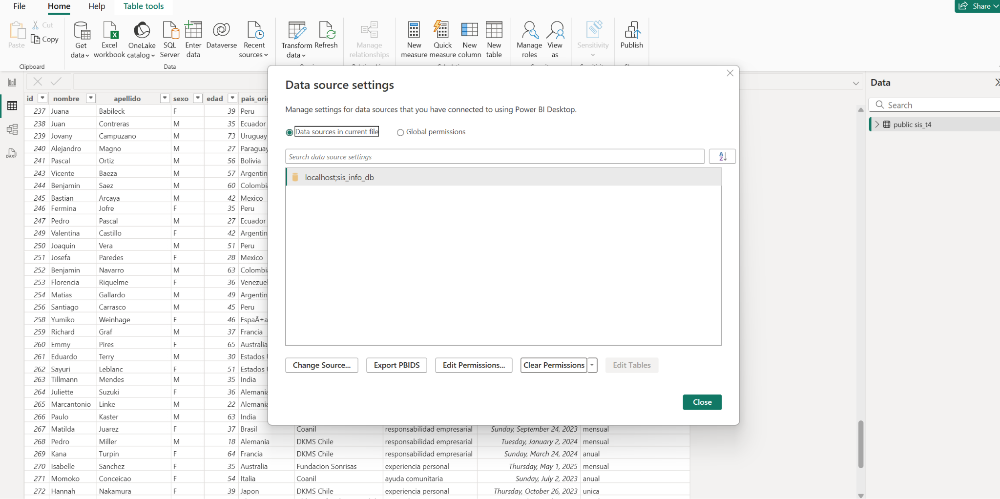 File Home Help Table tools Share
Paste Cut Copy Get data Excel workbook OneLake catalog SQL Server Enter data Dataverse Recent sources Transform data Refresh Manage relationships New measure Quick measure New column New table Manage roles View as Sensitivity Publish
Clipboard Data
id nombre apellido sexo edad
237 Juana Babileck F 39 Peru
238 Juan Contreras M 35 Ecuador
239 Jovany Campuzano M 73 Uruguay
240 Alejandro Magno M 27 Paraguay
241 Pascal Ortiz M 56 Bolivia
243 Vicente Baeza M 57 Argentin
244 Benjamin Saez M 60 Colombi
245 Bastian Arcaya M 42 Mexico
246 Fermina Jofre F 35 Peru
247 Pedro Pascal M 27 Ecuador
249 Valentina Castillo F 42 Argentin
250 Joaquin Vera M 51 Peru
251 Josefa Paredes F 28 Mexico
252 Benjamin Navarro M 63 Colombi
253 Florencia Riquelme F 36 Venezuel
254 Matias Gallardo M 49 Argentin
256 Santiago Carrasco M 45 Peru
258 Yumiko Weinhage F 46 EspaÃ±a
259 Richard Graf M 37 Francia
260 Emmy Pires F 65 Australia
261 Eduardo Terry M 30 Estados
262 Sayuri Leblanc F 51 Estados
263 Tillmann Mendes M 35 India
264 Juliette Suzuki F 36 Alemania
265 Marcantonio Linke M 22 Alemania
266 Paulo Kaster M 63 India
267 Matilda Juarez F 37 Brasil Coanil responsabilidad empresarial Sunday, September 24, 2023 mensual
268 Pedro Miller M 18 Alemania DKMS Chile responsabilidad empresarial Tuesday, January 2, 2024 mensual
269 Kana Turpin F 64 Francia DKMS Chile responsabilidad empresarial Sunday, March 24, 2024 anual
270 Isabelle Sanchez F 35 Australia Fundacion Sonrisas experiencia personal Thursday, May 1, 2025 mensual
271 Momoko Conceicao F 54 Italia Coanil ayuda comunitaria Sunday, July 2, 2023 anual
272 Hannah Nakamura F 39 Japon DKMS Chile experiencia personal Thursday, October 26, 2023 unica
Data source settings
Manage settings for data sources that you have connected to using Power BI Desktop.
Data sources in current file Global permissions
Search data source settings
AZ
localhost;sis_info_db
Change Source... Export PBIDS Edit Permissions... Clear Permissions Edit Tables
Close
Data
Search
public sis_t4
DAX